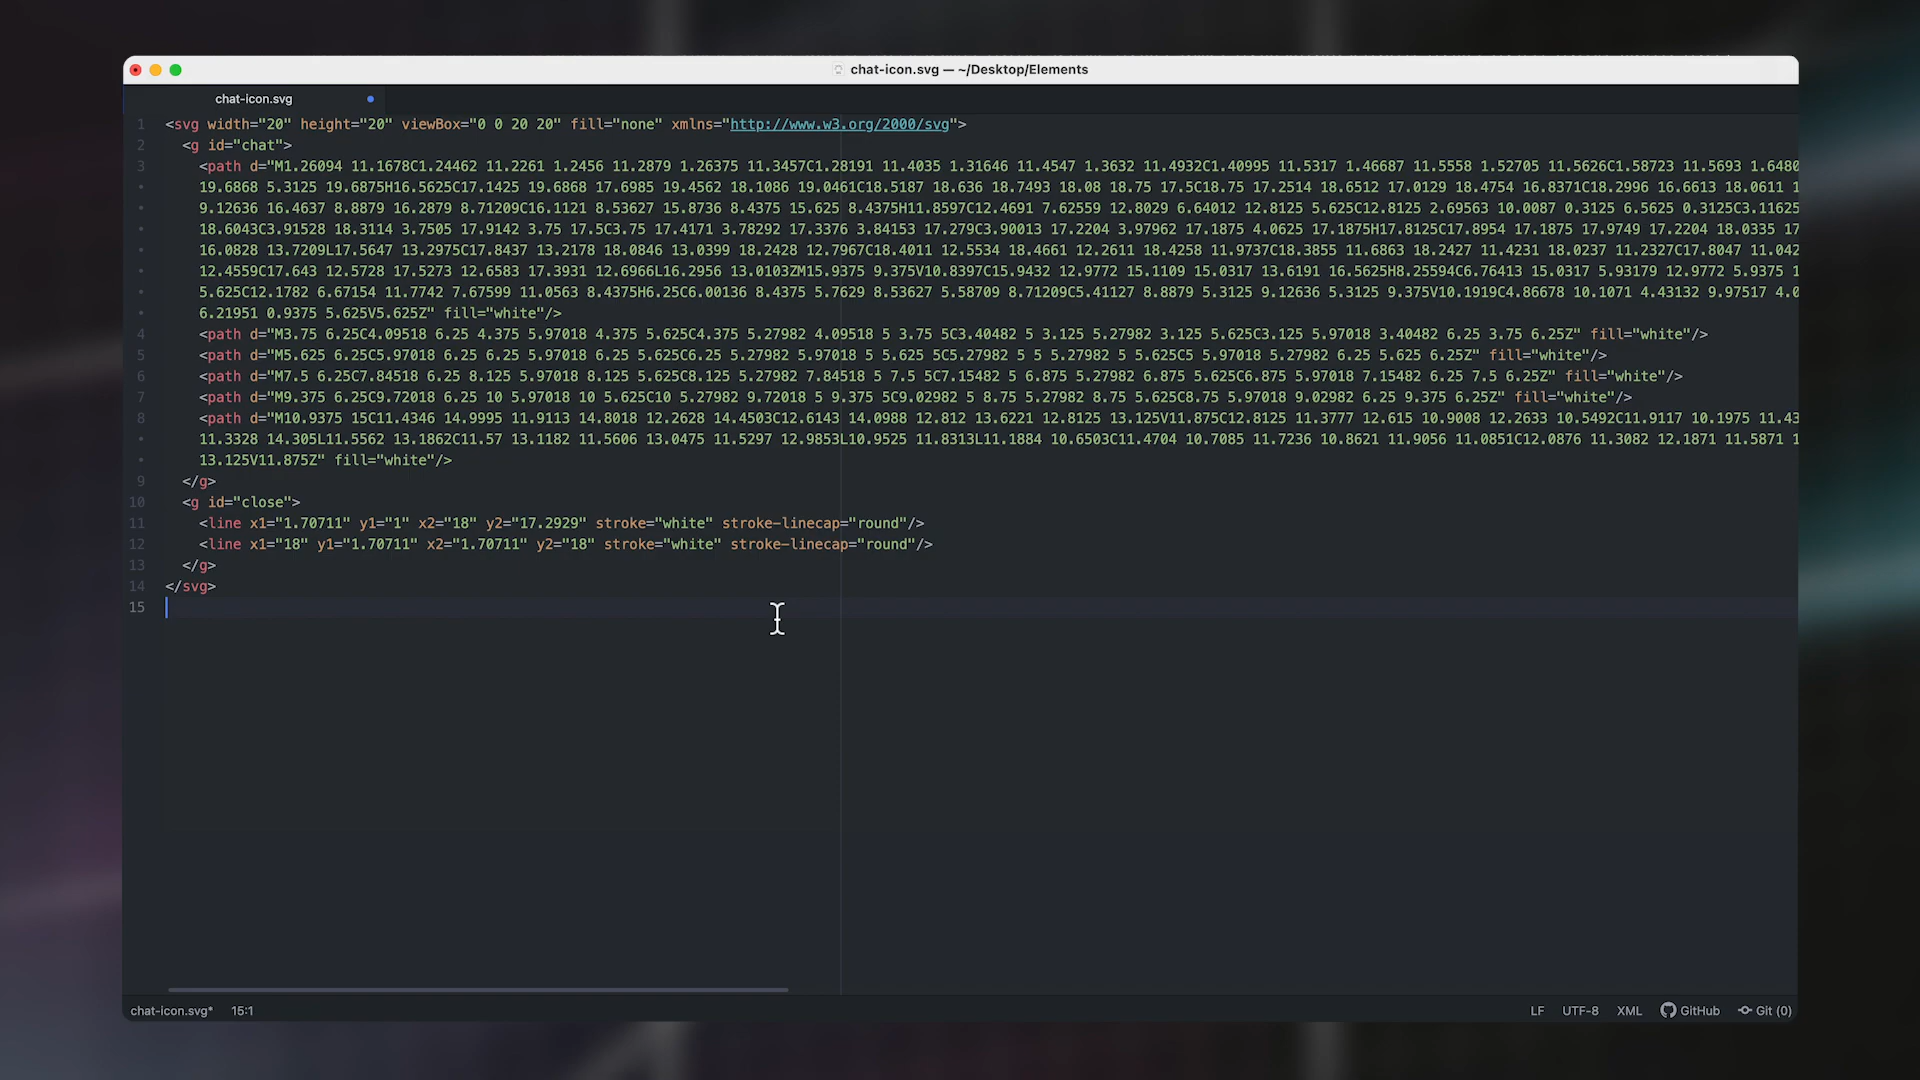 chat-icon.svg — ~/Desktop/Elements
chat-icon.svg
1 <svg width="20" height="20" viewBox="0 0 20 20" fill="none" xmlns="http://www.w3.org/2000/svg">
2 <g id="chat">
3 <path d="M1.26094 11.1678C1.24462 11.2261 1.2456 11.2879 1.26375 11.3457C1.28191 11.4035 1.31646 11.4547 1.3632 11.4932C1.40995 11.5317 1.46687 11.5558 1.52705 11.5626C1.58723 11.5693 1.6480
19.6868 5.3125 19.6875H16.5625C17.1425 19.6868 17.6985 19.4562 18.1086 19.0461C18.5187 18.636 18.7493 18.08 18.75 17.5C18.75 17.2514 18.6512 17.0129 18.4754 16.8371C18.2996 16.6613 18.0611 1
9.12636 16.4637 8.8879 16.2879 8.71209C16.1121 8.53627 15.8736 8.4375 15.625 8.4375H11.8597C12.4691 7.62559 12.8029 6.64012 12.8125 5.625C12.8125 2.69563 10.0087 0.3125 6.5625 0.3125C3.11625
18.6043C3.91528 18.3114 3.7505 17.9142 3.75 17.5C3.75 17.4171 3.78292 17.3376 3.84153 17.279C3.90013 17.2204 3.97962 17.1875 4.0625 17.1875H17.8125C17.8954 17.1875 17.9749 17.2204 18.0335 17
16.0828 13.7209L17.5647 13.2975C17.8437 13.2178 18.0846 13.0399 18.2428 12.7967C18.4011 12.5534 18.4661 12.2611 18.4258 11.9737C18.3855 11.6863 18.2427 11.4231 18.0237 11.2327C17.8047 11.042
12.4559C17.643 12.5728 17.5273 12.6583 17.3931 12.6966L16.2956 13.0103ZM15.9375 9.375V10.8397C15.9432 12.9772 15.1109 15.0317 13.6191 16.5625H8.25594C6.76413 15.0317 5.93179 12.9772 5.9375 1
5.625C12.1782 6.67154 11.7742 7.67599 11.0563 8.4375H6.25C6.00136 8.4375 5.7629 8.53627 5.58709 8.71209C5.41127 8.8879 5.3125 9.12636 5.3125 9.375V10.1919C4.86678 10.1071 4.43132 9.97517 4.0
6.21951 0.9375 5.625V5.625Z" fill="white"/>
4 <path d="M3.75 6.25C4.09518 6.25 4.375 5.97018 4.375 5.625C4.375 5.27982 4.09518 5 3.75 5C3.40482 5 3.125 5.27982 3.125 5.625C3.125 5.97018 3.40482 6.25 3.75 6.25Z" fill="white"/>
5 <path d="M5.625 6.25C5.97018 6.25 6.25 5.97018 6.25 5.625C6.25 5.27982 5.97018 5 5.625 5C5.27982 5 5 5.27982 5 5.625C5 5.97018 5.27982 6.25 5.625 6.25Z" fill="white"/>
6 <path d="M7.5 6.25C7.84518 6.25 8.125 5.97018 8.125 5.625C8.125 5.27982 7.84518 5 7.5 5C7.15482 5 6.875 5.27982 6.875 5.625C6.875 5.97018 7.15482 6.25 7.5 6.25Z" fill="white"/>
7 <path d="M9.375 6.25C9.72018 6.25 10 5.97018 10 5.625C10 5.27982 9.72018 5 9.375 5C9.02982 5 8.75 5.27982 8.75 5.625C8.75 5.97018 9.02982 6.25 9.375 6.25Z" fill="white"/>
8 <path d="M10.9375 15C11.4346 14.9995 11.9113 14.8018 12.2628 14.4503C12.6143 14.0988 12.812 13.6221 12.8125 13.125V11.875C12.8125 11.3777 12.615 10.9008 12.2633 10.5492C11.9117 10.1975 11.43
11.3328 14.305L11.5562 13.1862C11.57 13.1182 11.5606 13.0475 11.5297 12.9853L10.9525 11.8313L11.1884 10.6503C11.4704 10.7085 11.7236 10.8621 11.9056 11.0851C12.0876 11.3082 12.1871 11.5871 1
13.125V11.875Z" fill="white"/>
9 </g>
10 <g id="close">
11 <line x1="1.70711" y1="1" x2="18" y2="17.2929" stroke="white" stroke-linecap="round"/>
12 <line x1="18" y1="1.70711" x2="1.70711" y2="18" stroke="white" stroke-linecap="round"/>
13 </g>
14 </svg>
15
chat-icon.svg* 15:1 LF UTF-8 XML GitHub Git (0)